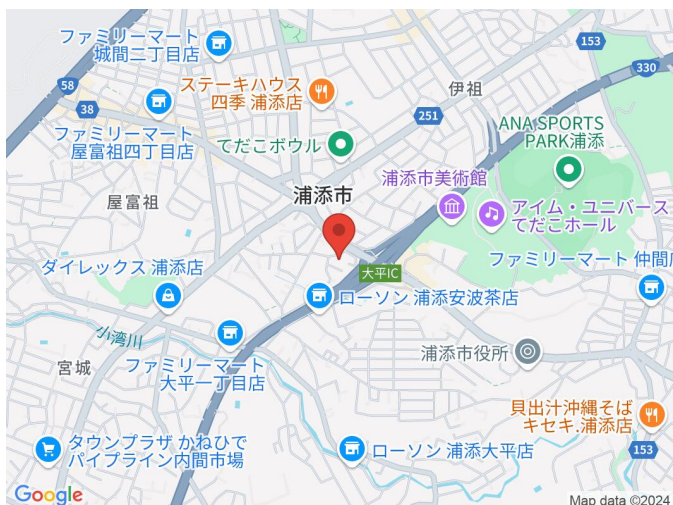 ファミリーマート
城間二丁目店
153
58
330
ステーキハウス
四季 浦添店
伊祖
38
251
ANA SPORTS
PARK浦添
ファミリーマート
屋富祖四丁目店
てだこボウル
浦添市美術館
浦添市
屋富祖
アイム・ユニバース
てだこホール
ダイレックス 浦添店
大平IC
ファミリーマート 仲間店
ローソン 浦添安波茶店
小湾川
宮城
ファミリーマート
大平一丁目店
浦添市役所
貝出汁沖縄そば
キセキ.浦添店
タウンプラザ かねひで
パイプライン内間市場
ローソン 浦添大平店
153
Google
Map data ©2024